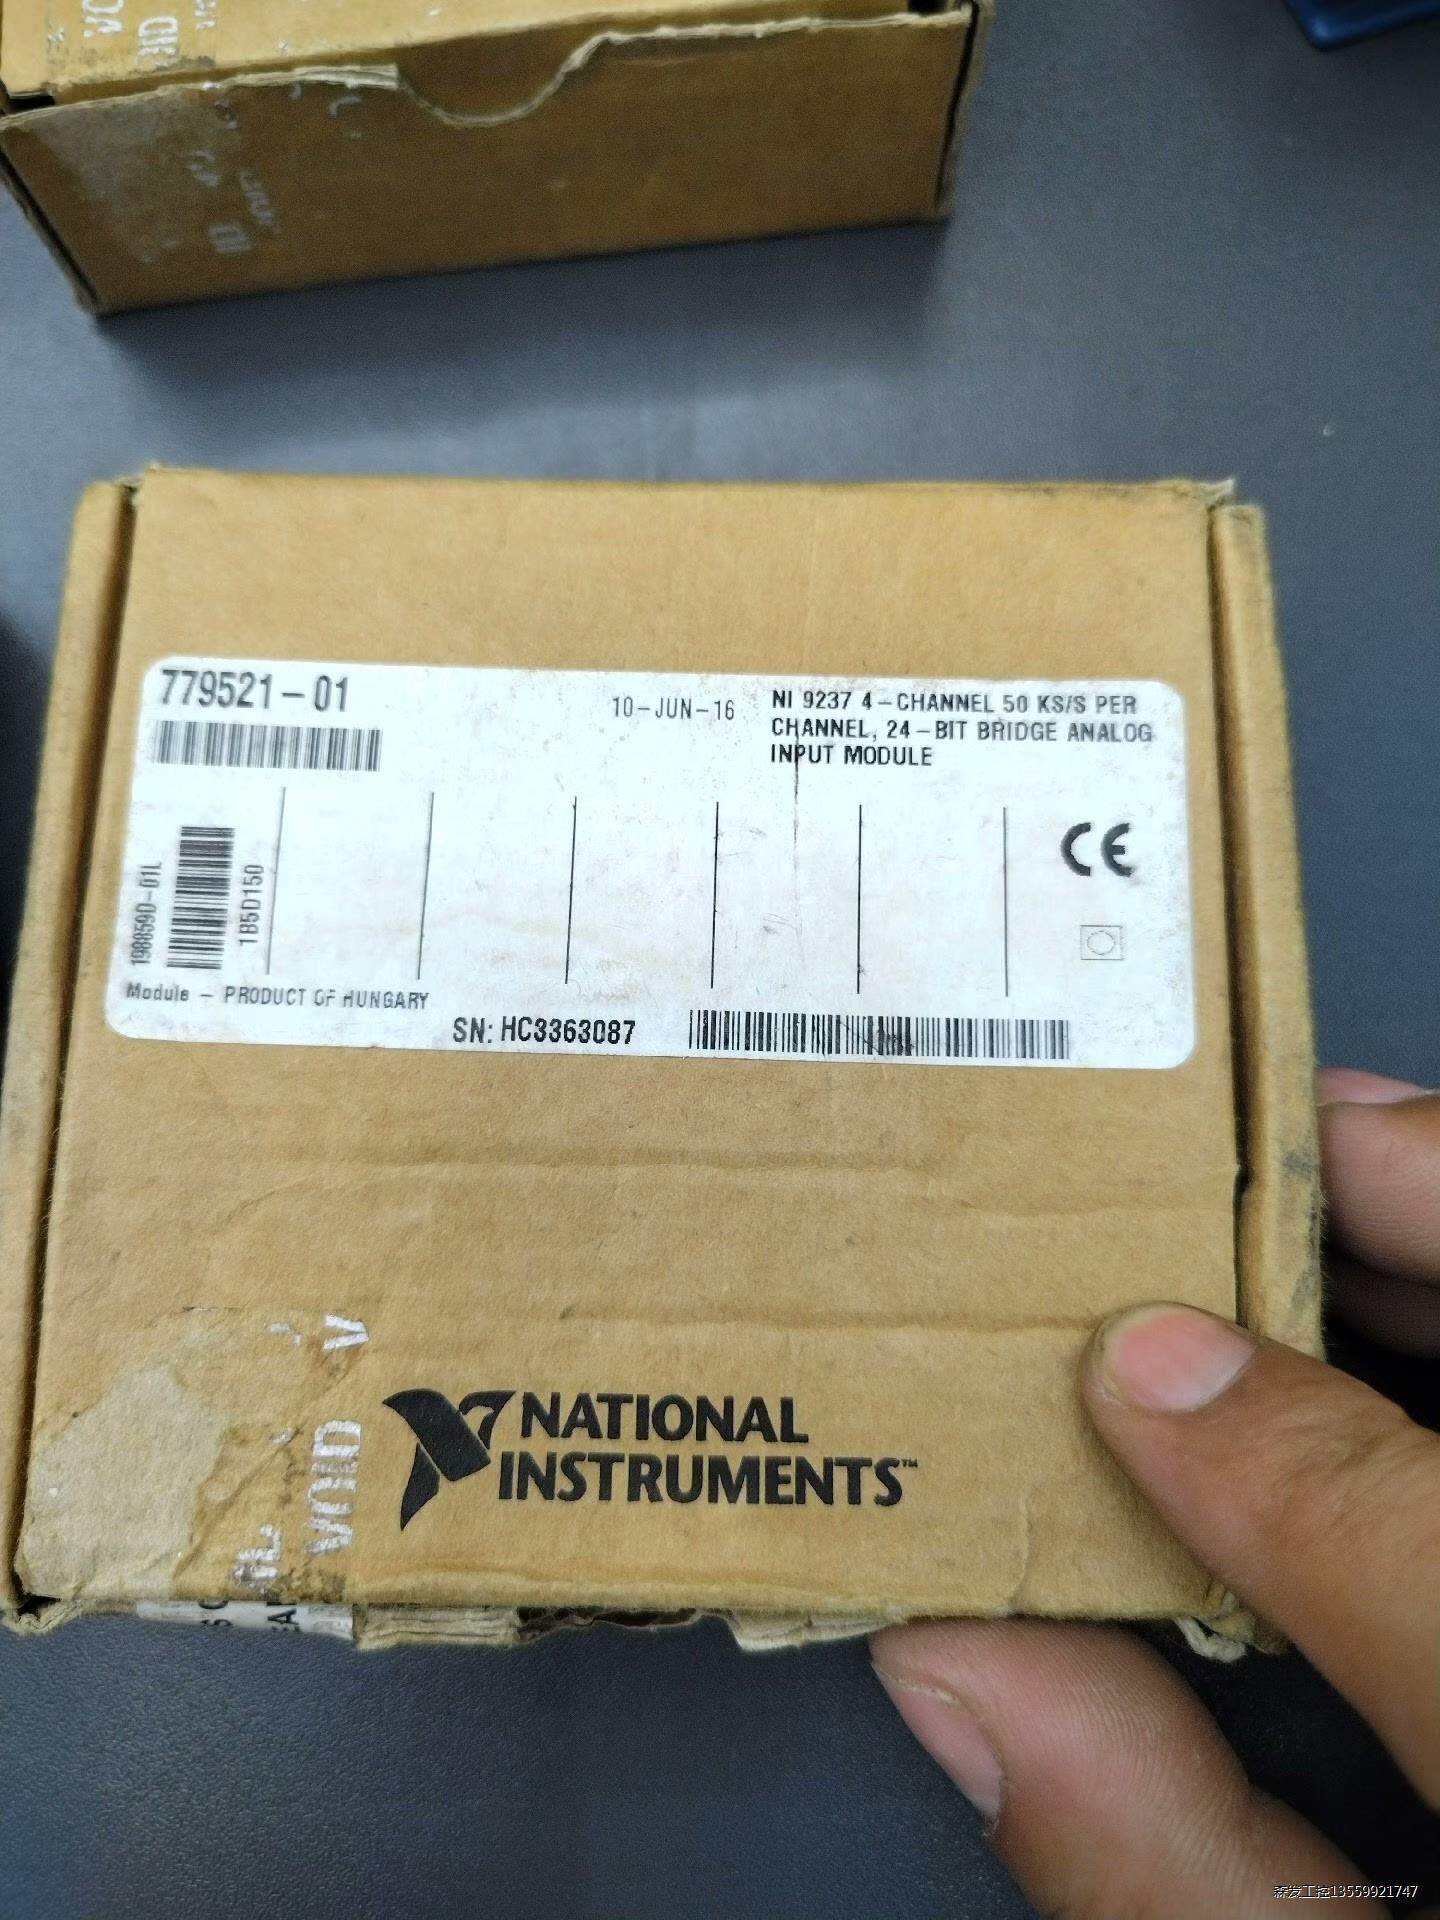 779521-01
10-JUN-16
NI 9237 4-CHANNEL 50 KS/S PER
CHANNEL, 24-BIT BRIDGE ANALOG
INPUT MODULE
198859D-01L
1B5D150
CE
Module - PRODUCT OF HUNGARY
SN: HC3363087
VOID
V
NATIONAL
INSTRUMENTS™
森发工控13559921747